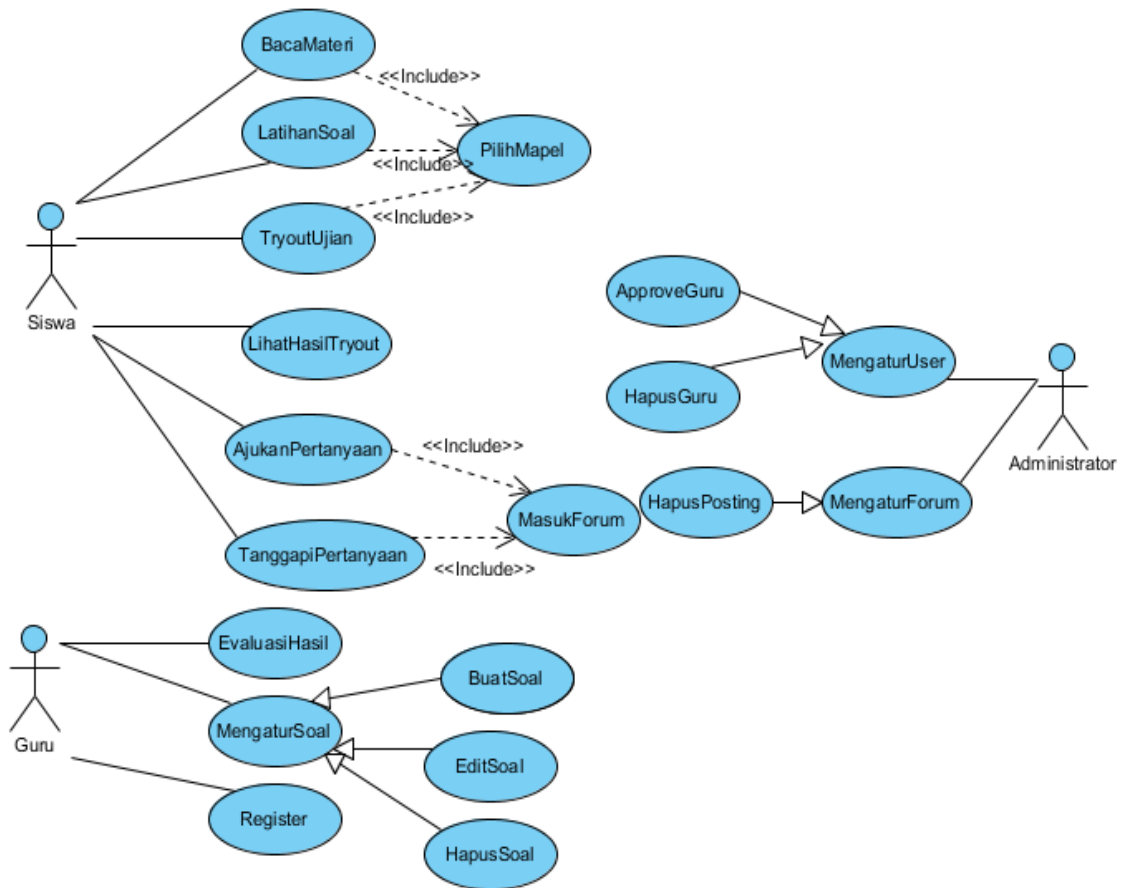 BacaMateri
<<Include>>
LatihanSoal
PilihMapel
<<Include>>
<<Include>>
TryoutUjian
Siswa
ApproveGuru
LihatHasilTryout
MengaturUser
HapusGuru
AjukanPertanyaan
<<Include>>
Administrator
MasukForum
HapusPosting
MengaturForum
TanggapiPertanyaan
<<Include>>
EvaluasiHasil
BuatSoal
MengaturSoal
Guru
EditSoal
Register
HapusSoal